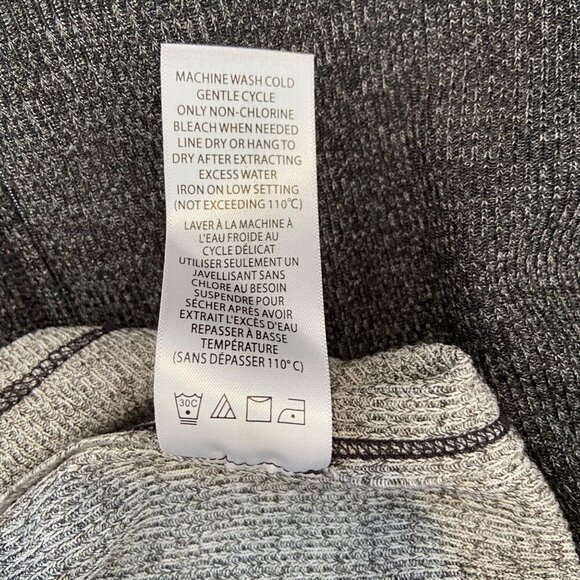 MACHINE WASH COLD
GENTLE CYCLE
ONLY NON-CHLORINE
BLEACH WHEN NEEDED
LINE DRY OR HANG TO
DRY AFTER EXTRACTING
EXCESS WATER
IRON ON LOW SETTING
(NOT EXCEEDING 110°C)
LAVER À LA MACHINE À
L'EAU FROIDE AU
CYCLE DÉLICAT
UTILISER SEULEMENT UN
JAVELLISANT SANS
CHLORE AU BESOIN
SUSPENDRE POUR
SÉCHER APRÈS AVOIR
EXTRAIT L'EXCÈS D'EAU
REPASSER À BASSE
TEMPÉRATURE
(SANS DÉPASSER 110° C)
30C